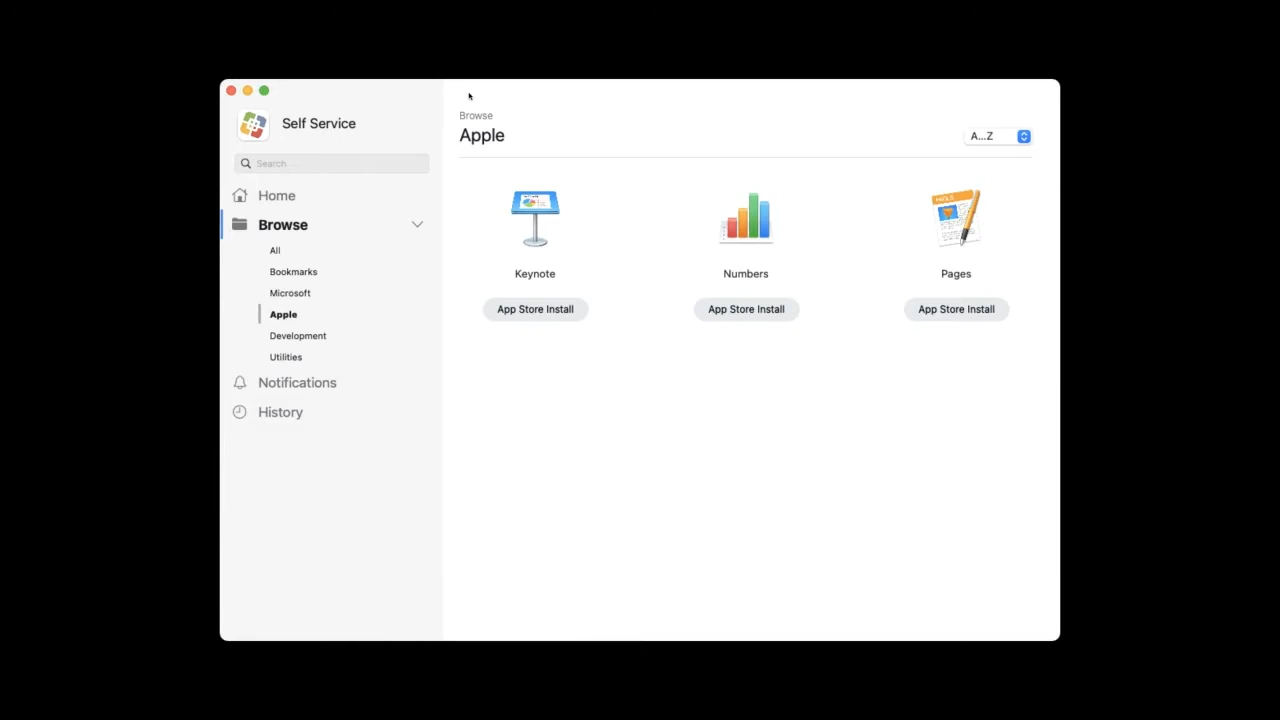 Self Service
Search...
Home
Browse
All
Bookmarks
Microsoft
Apple
Development
Utilities
Notifications
History
Browse
Apple
A...Z
Keynote
Numbers
Pages
App Store Install
App Store Install
App Store Install